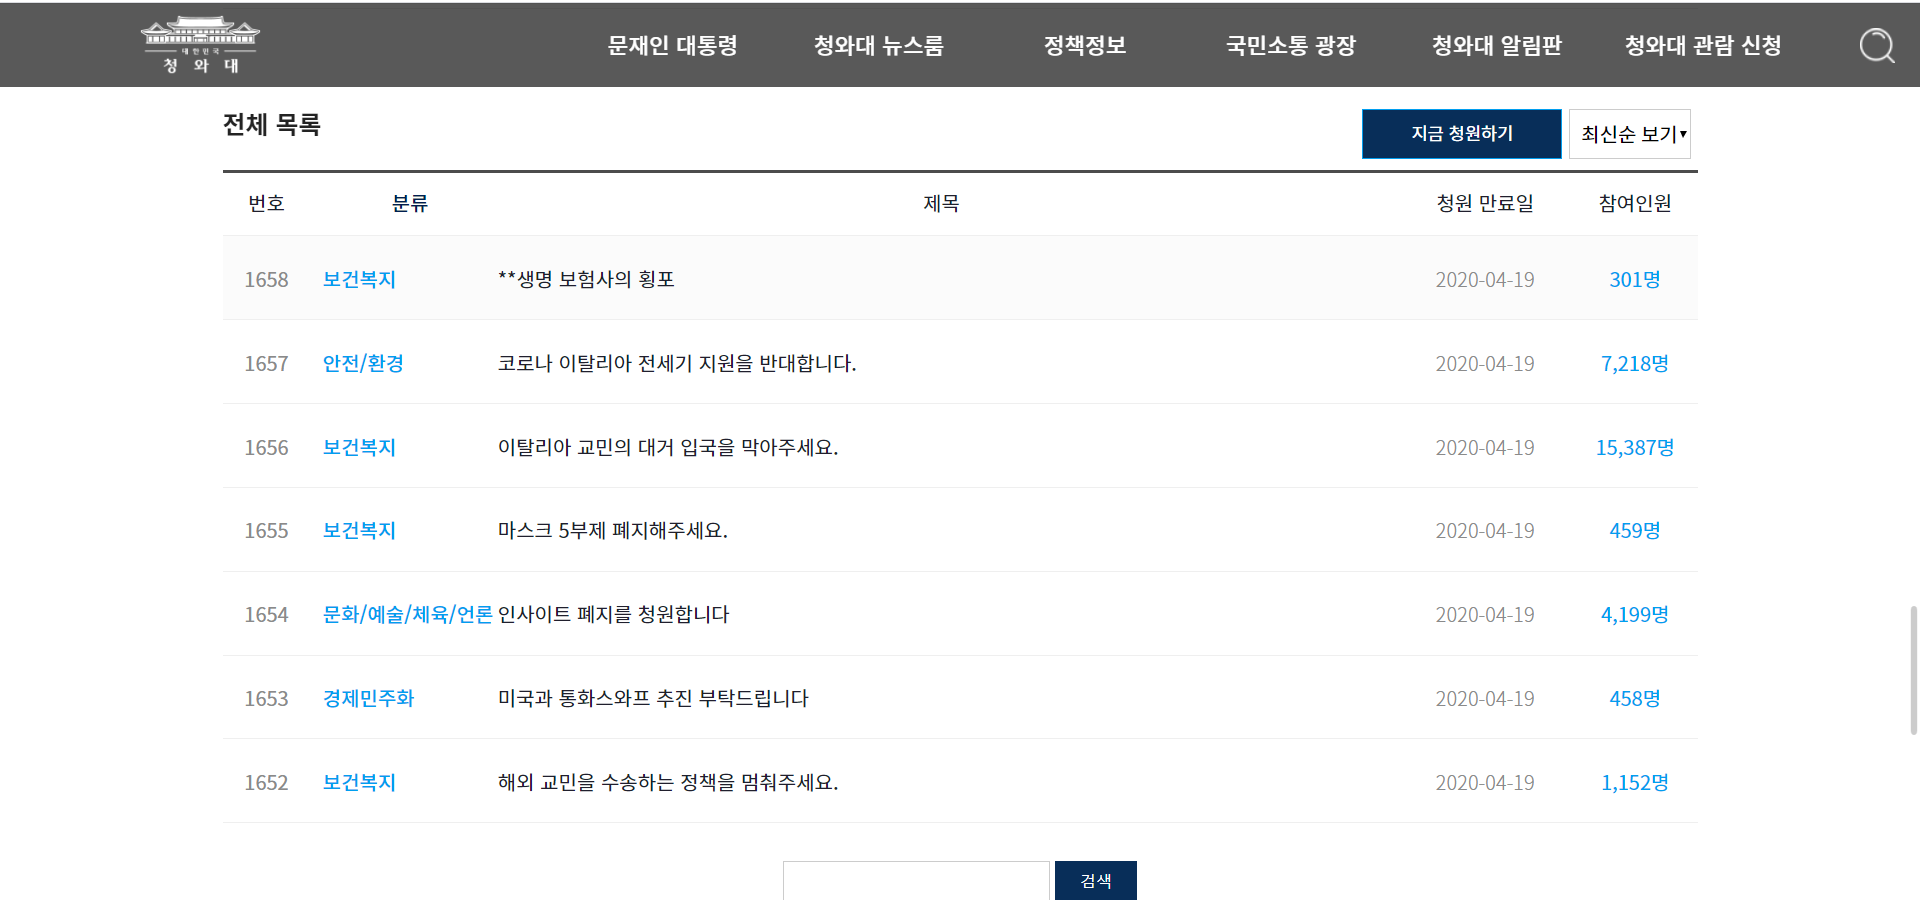 대한민국
청와대
문재인 대통령 청와대 뉴스룸 정책정보 국민소통 광장 청와대 알림판 청와대 관람 신청
전체 목록 지금 청원하기 최신순 보기
번호 분류 제목 청원 만료일 참여인원
1658 보건복지 **생명 보험사의 횡포 2020-04-19 301명
1657 안전/환경 코로나 이탈리아 전세기 지원을 반대합니다. 2020-04-19 7,218명
1656 보건복지 이탈리아 교민의 대거 입국을 막아주세요. 2020-04-19 15,387명
1655 보건복지 마스크 5부제 폐지해주세요. 2020-04-19 459명
1654 문화/예술/체육/언론 인사이트 폐지를 청원합니다 2020-04-19 4,199명
1653 경제민주화 미국과 통화스와프 추진 부탁드립니다 2020-04-19 458명
1652 보건복지 해외 교민을 수송하는 정책을 멈춰주세요. 2020-04-19 1,152명
검색